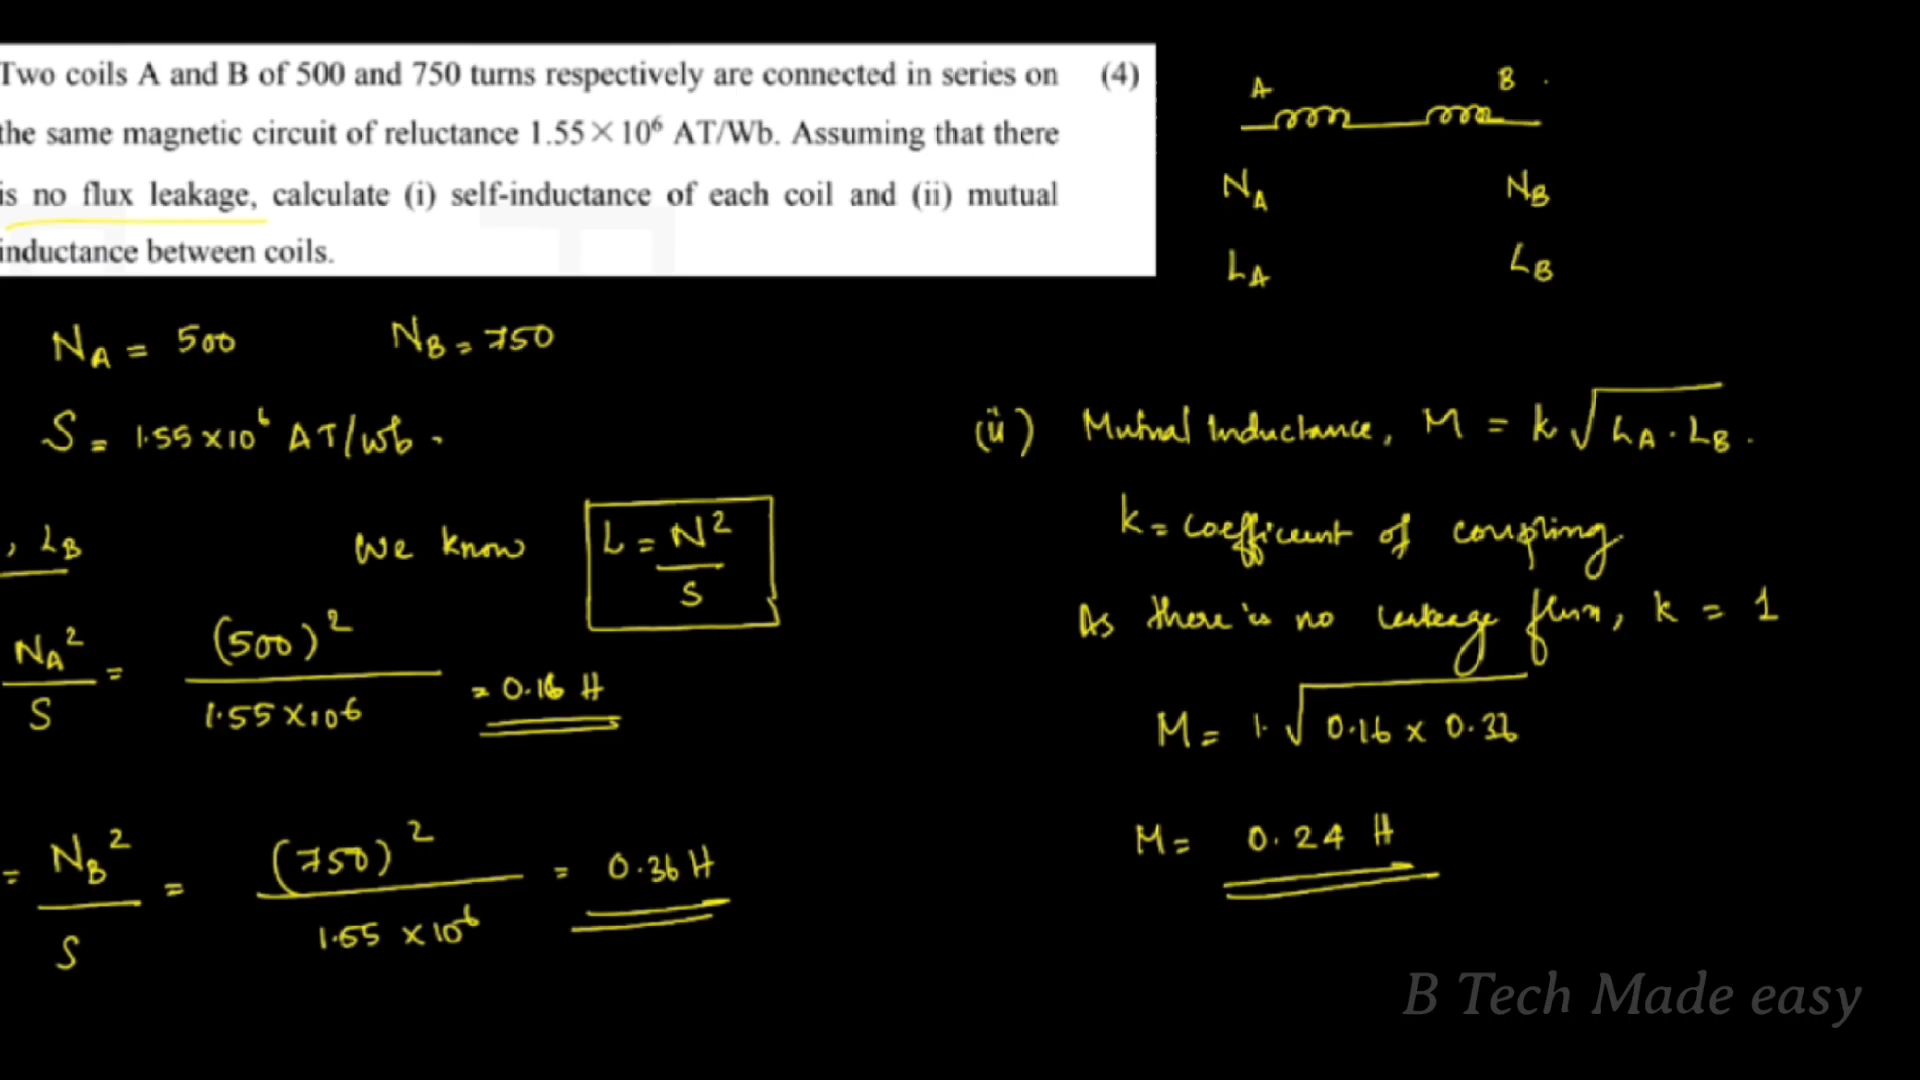 Two coils A and B of 500 and 750 turns respectively are connected in series on (4)
the same magnetic circuit of reluctance 1.55×10⁶ AT/Wb. Assuming that there
is no flux leakage, calculate (i) self-inductance of each coil and (ii) mutual
inductance between coils.
A B
N_A N_B
L_A L_B
N_A = 500 N_B = 750
S = 1.55×10⁶ AT/wb.
, L_B
We know L = N²/S
N_A²/S = (500)²/1.55×10⁶ = 0.16 H
= N_B²/S = (750)²/1.55×10⁶ = 0.36 H
(ii) Mutual Inductance, M = k√(L_A . L_B).
k = coefficient of coupling.
As there is no leakage flux, k = 1
M = 1.√(0.16 × 0.36)
M = 0.24 H
B Tech Made easy